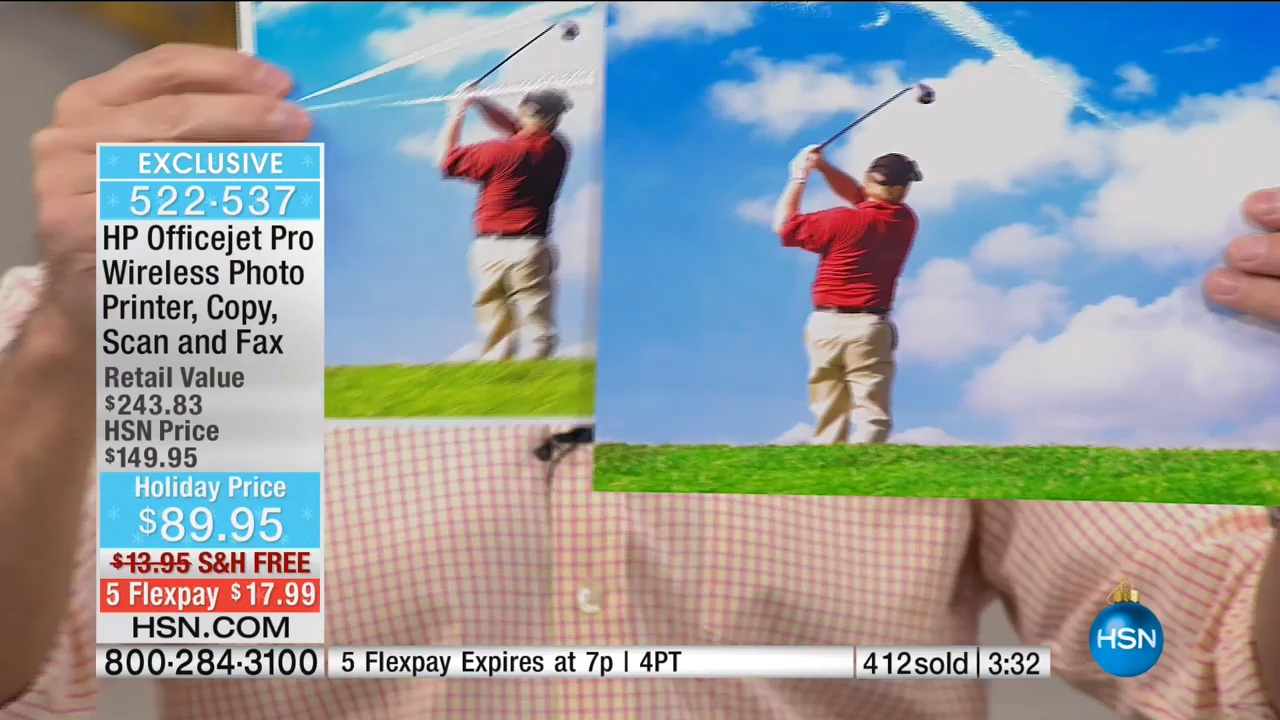 EXCLUSIVE
522·537
HP Officejet Pro
Wireless Photo
Printer, Copy,
Scan and Fax
Retail Value
$243.83
HSN Price
$149.95
Holiday Price
$89.95
$13.95 S&H FREE
5 Flexpay $17.99
HSN.COM
800·284·3100
5 Flexpay Expires at 7p | 4PT
412sold | 3:32
HSN